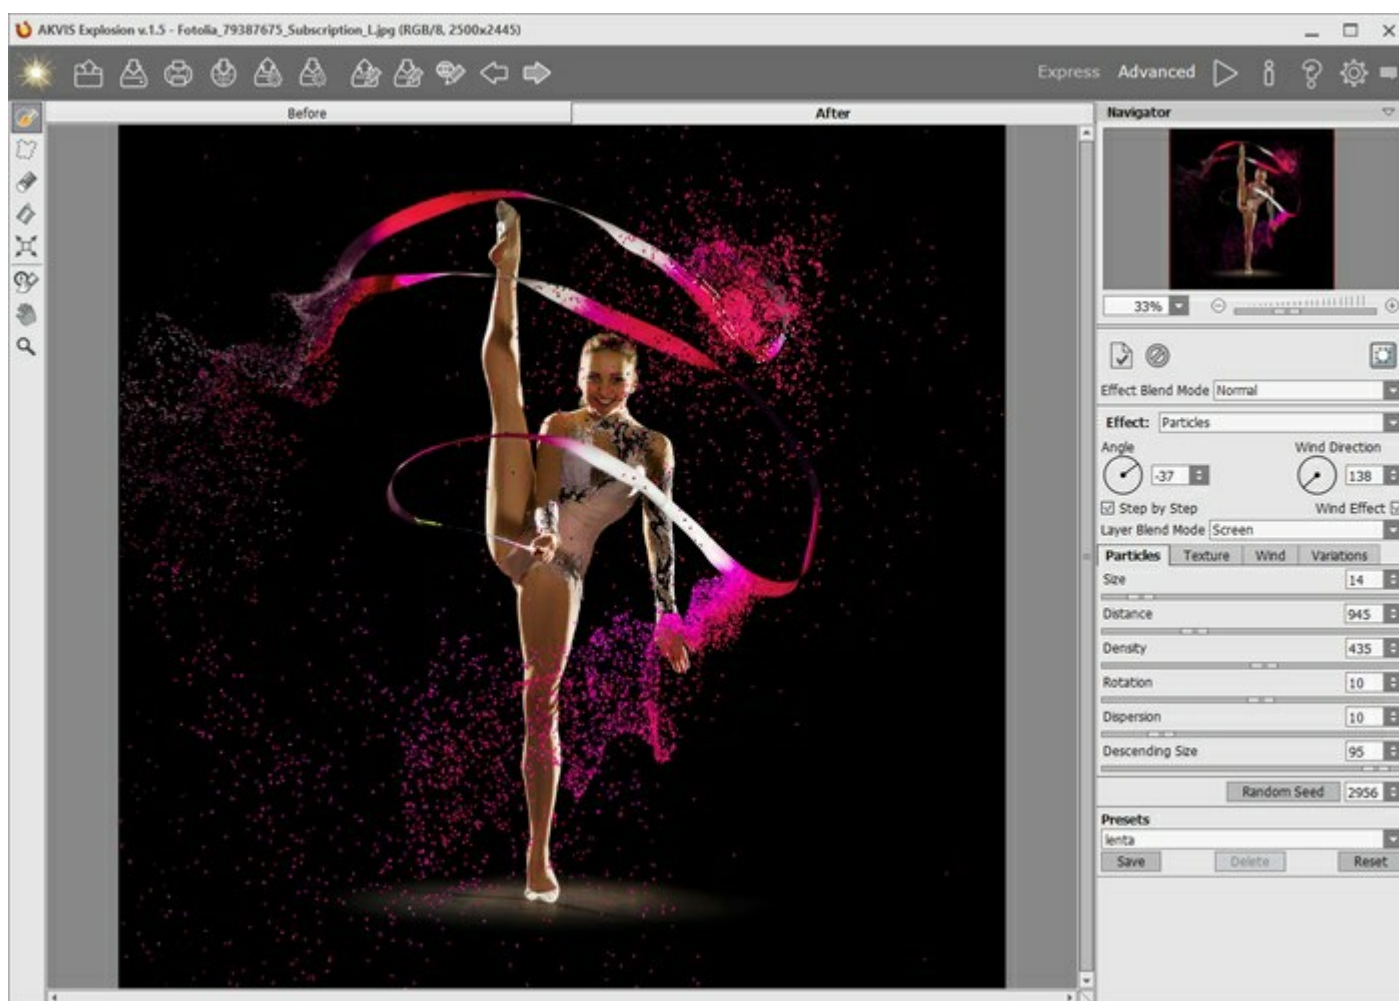 AKVIS Explosion v.1.5 - Fotolia_79387675_Subscription_L.jpg (RGB/8, 2500x2445)
Express Advanced
Before After
Navigator
33%
Effect Blend Mode Normal
Effect: Particles
Angle Wind Direction
-37 138
Step by Step Wind Effect
Layer Blend Mode Screen
Particles Texture Wind Variations
Size 14
Distance 945
Density 435
Rotation 10
Dispersion 10
Descending Size 95
Random Seed 2956
Presets
lenta
Save Delete Reset